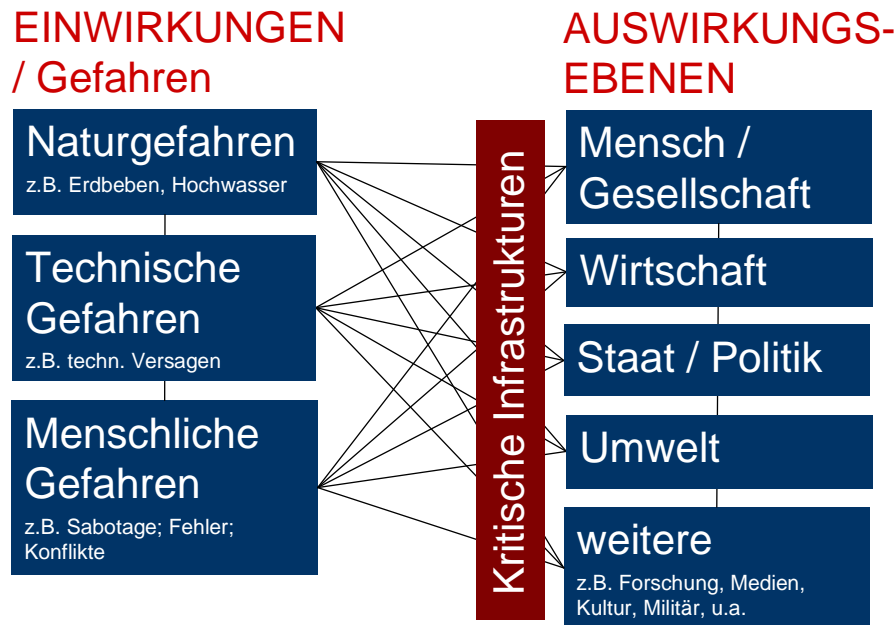 EINWIRKUNGEN
/ Gefahren
Naturgefahren
z.B. Erdbeben, Hochwasser
Technische
Gefahren
z.B. techn. Versagen
Menschliche
Gefahren
z.B. Sabotage; Fehler;
Konflikte
Kritische Infrastrukturen
AUSWIRKUNGS-
EBENEN
Mensch /
Gesellschaft
Wirtschaft
Staat / Politik
Umwelt
weitere
z.B. Forschung, Medien,
Kultur, Militär, u.a.